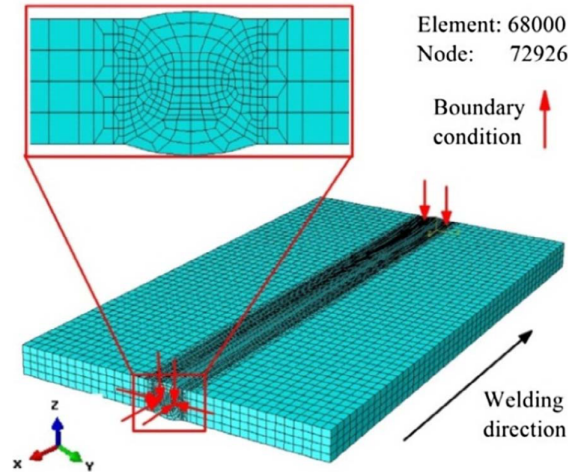 Element: 68000
Node: 72926
Boundary
condition
Welding
direction
Z
X
Y